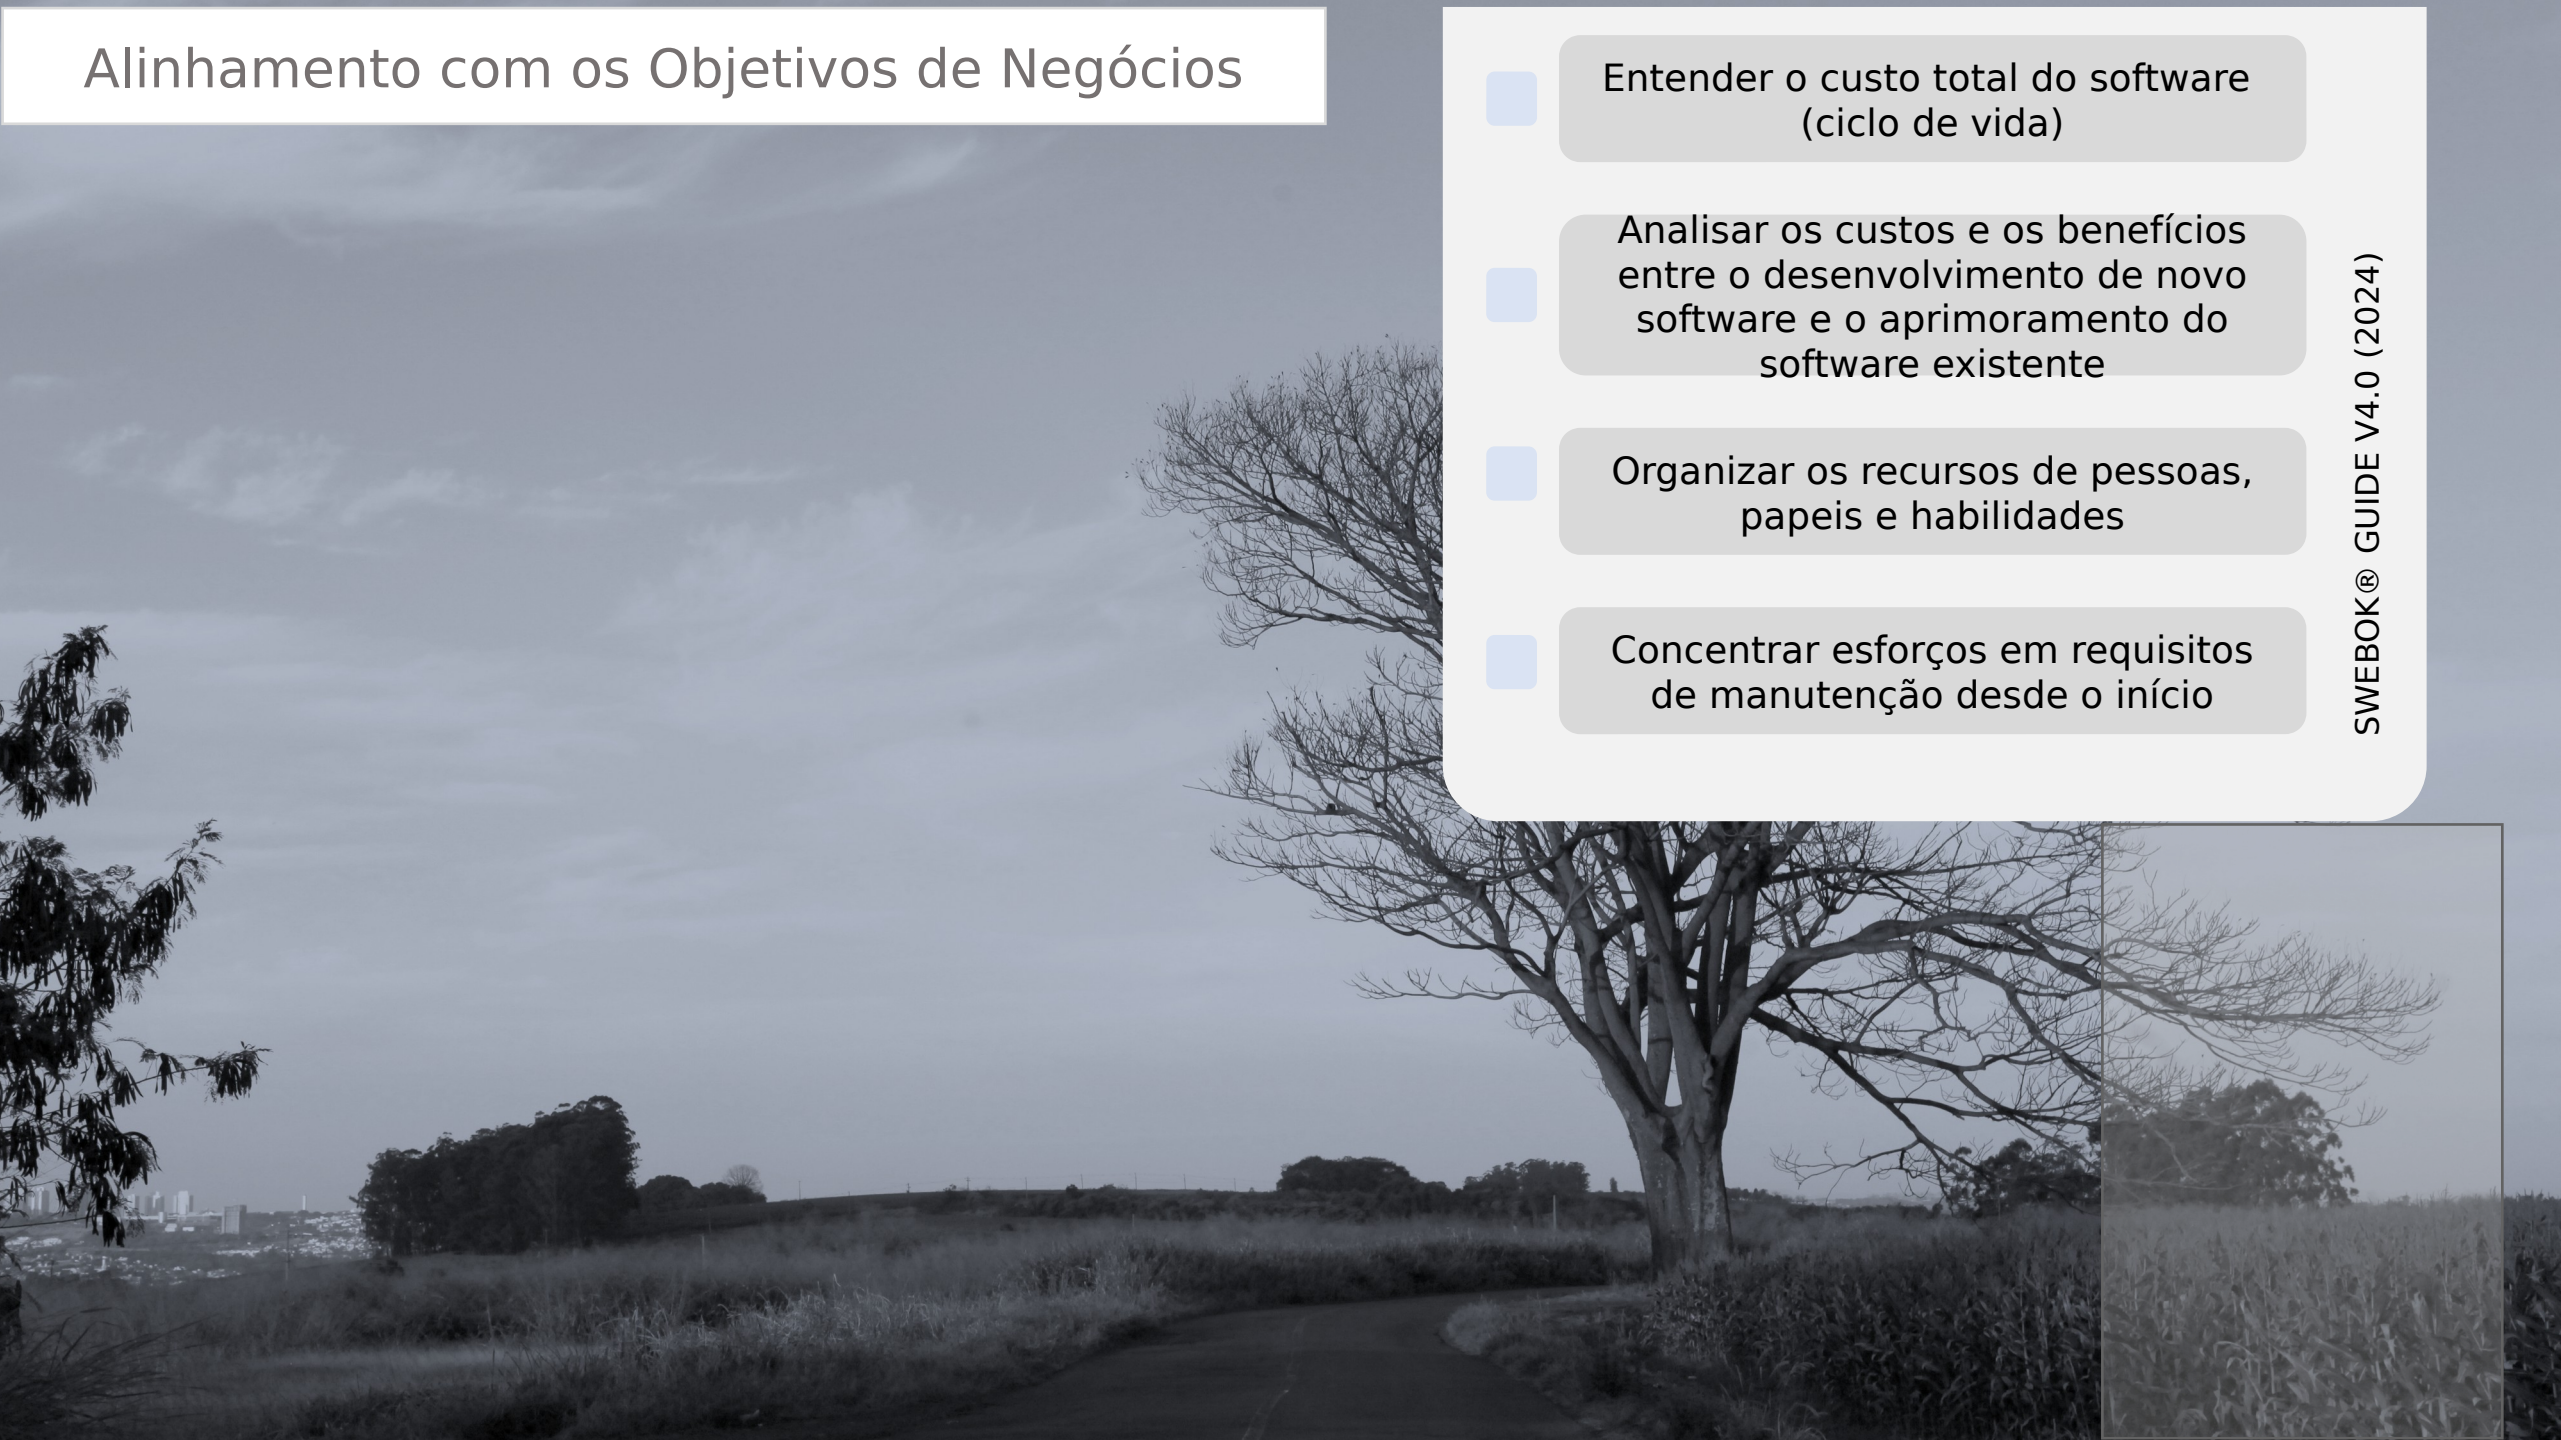 Alinhamento com os Objetivos de Negócios
Entender o custo total do software
(ciclo de vida)
Analisar os custos e os benefícios
entre o desenvolvimento de novo
software e o aprimoramento do
software existente
Organizar os recursos de pessoas,
papeis e habilidades
Concentrar esforços em requisitos
de manutenção desde o início
SWEBOK® GUIDE V4.0 (2024)